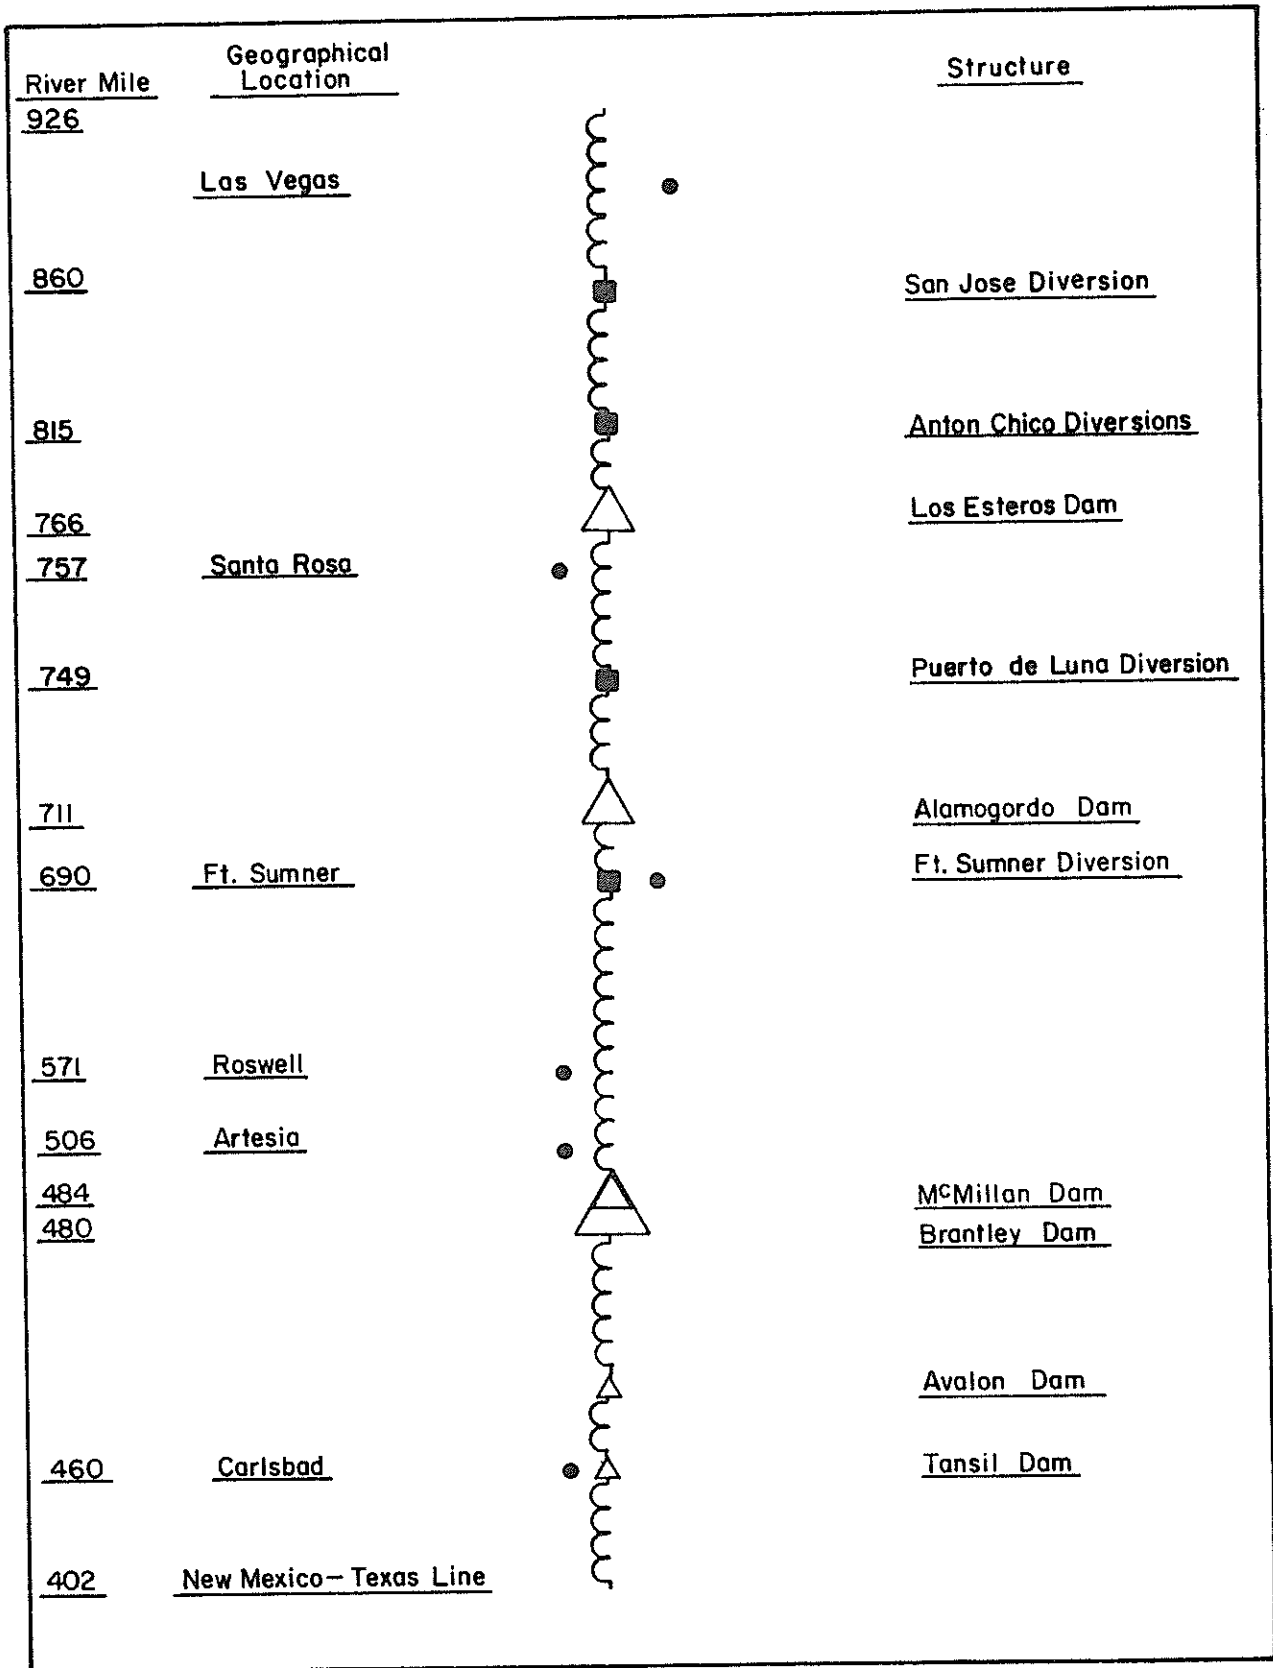 River Mile
Geographical
Location
Structure
926
Las Vegas
860
San Jose Diversion
815
Anton Chico Diversions
766
Los Esteros Dam
757
Santa Rosa
749
Puerto de Luna Diversion
711
Alamogordo Dam
690
Ft. Sumner
Ft. Sumner Diversion
571
Roswell
506
Artesia
484
McMillan Dam
480
Brantley Dam
Avalon Dam
460
Carlsbad
Tansil Dam
402
New Mexico – Texas Line